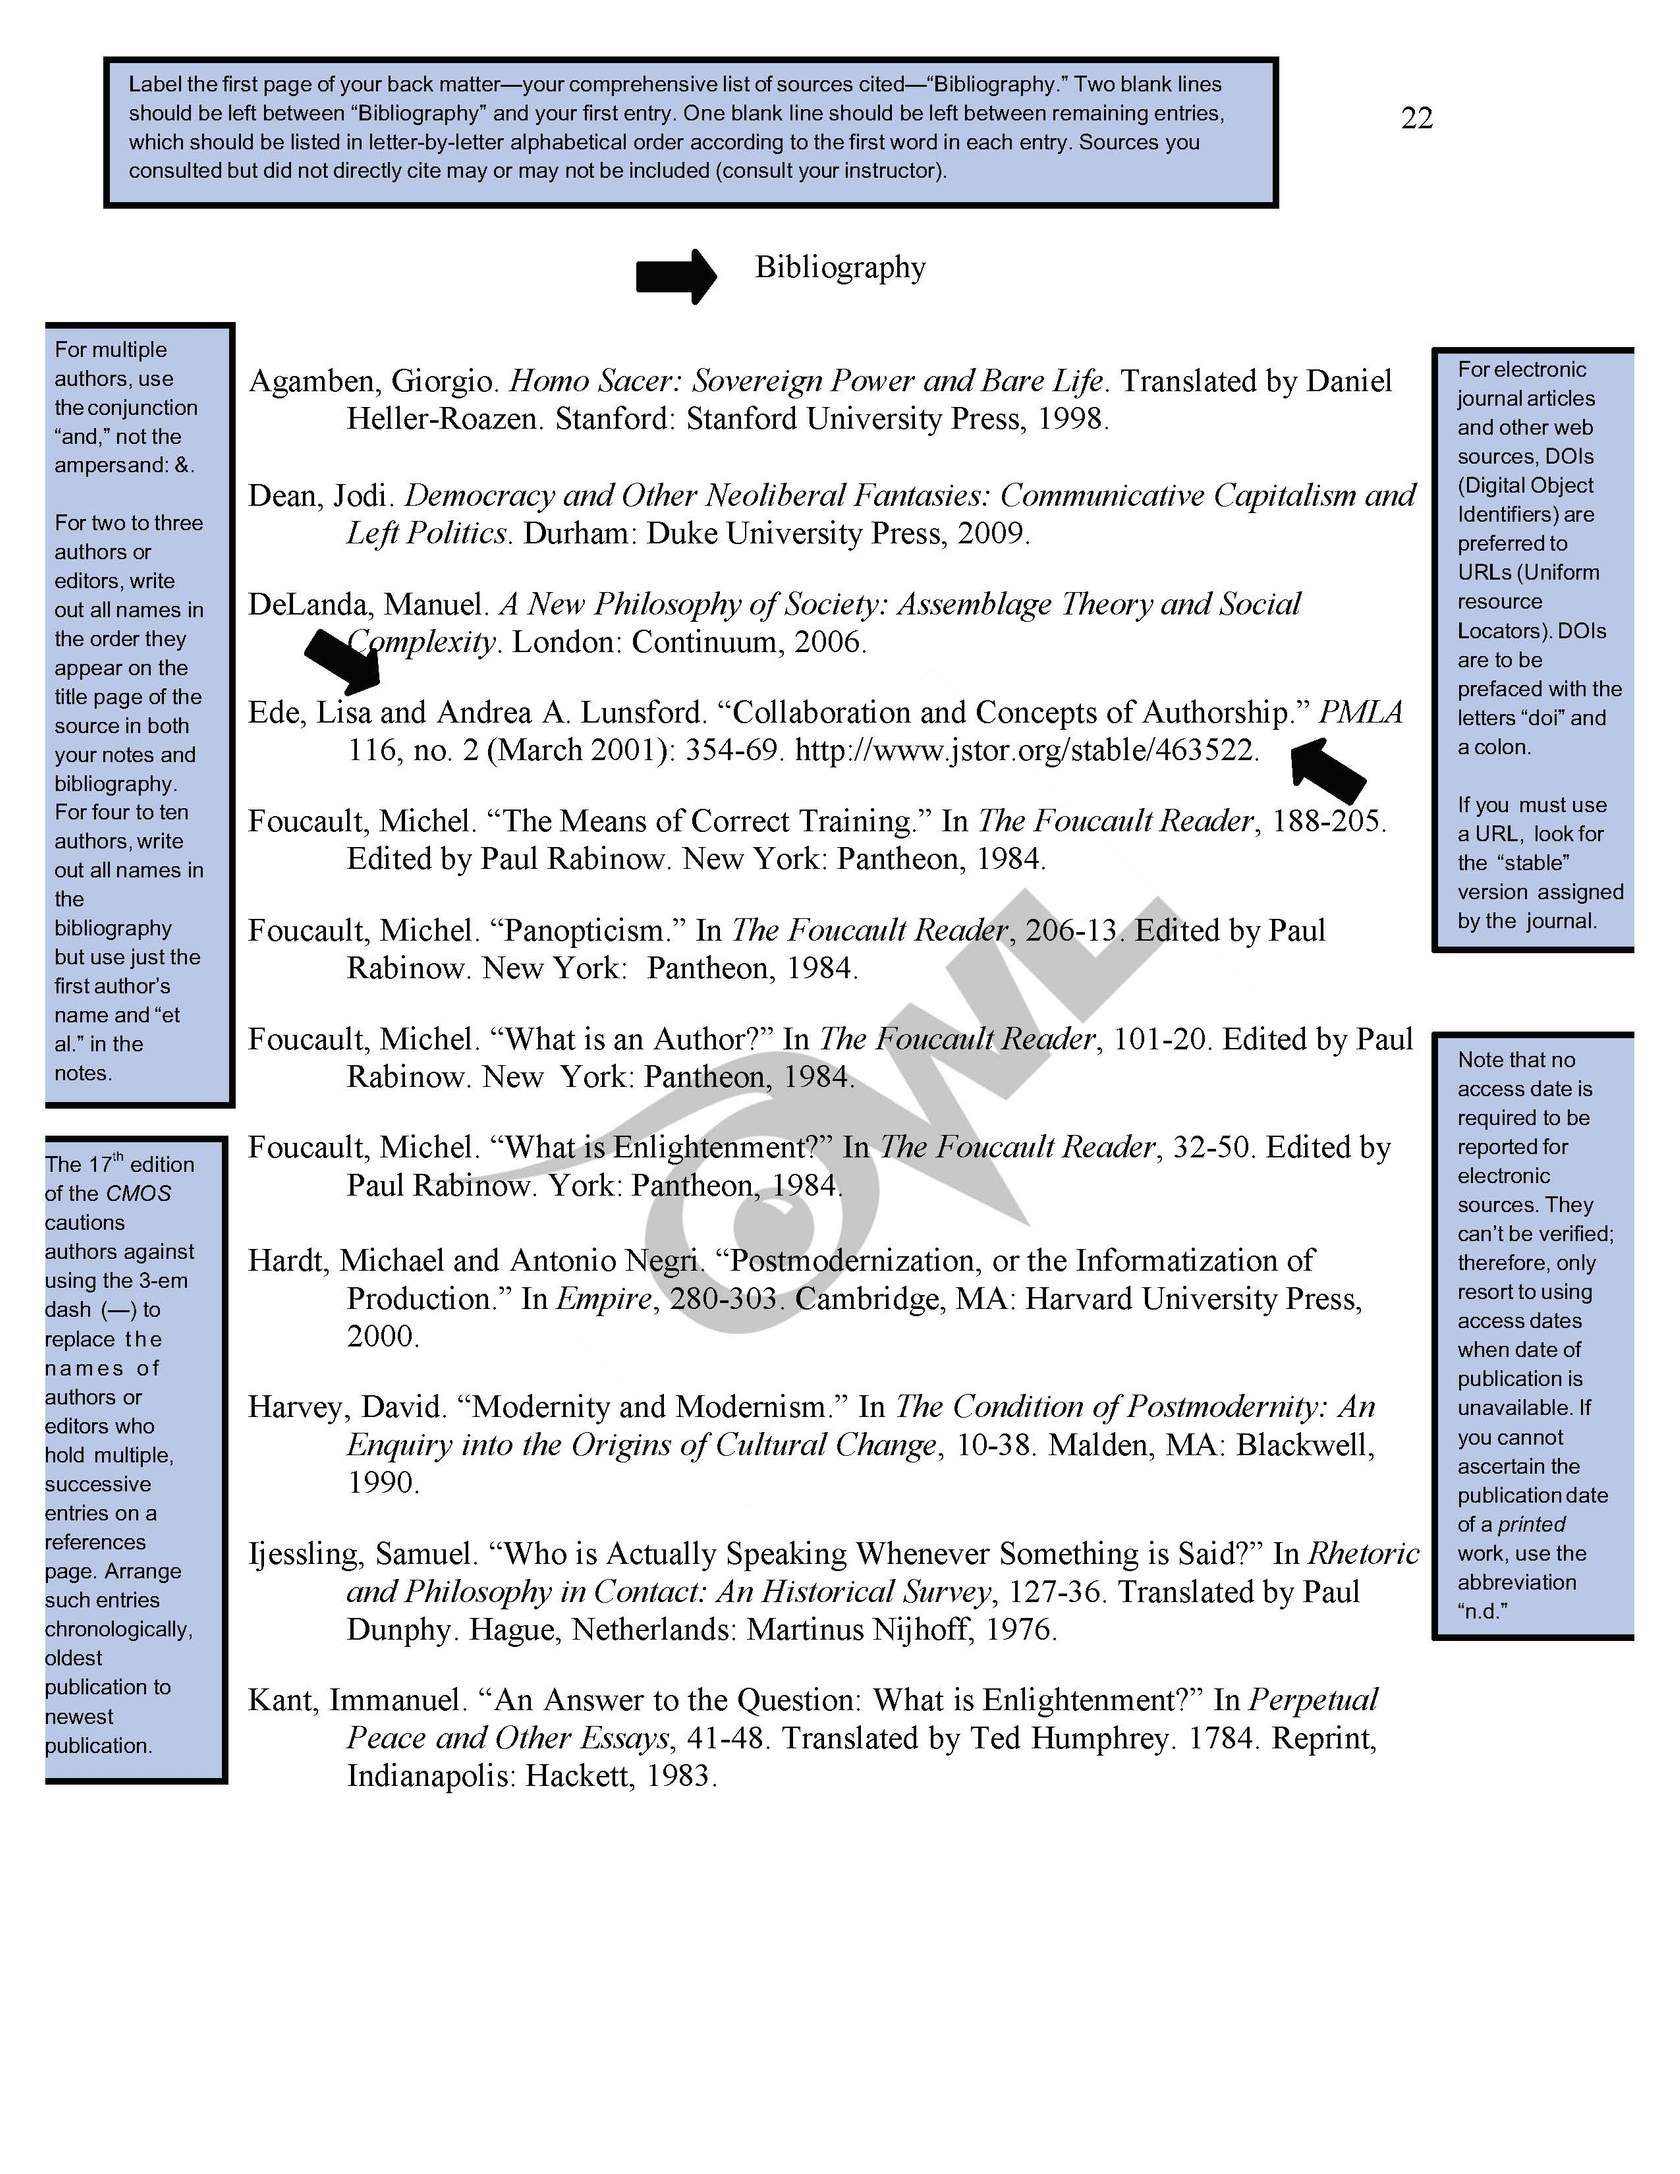 Label the first page of your back matter—your comprehensive list of sources cited—“Bibliography.” Two blank lines
should be left between “Bibliography” and your first entry. One blank line should be left between remaining entries,
which should be listed in letter-by-letter alphabetical order according to the first word in each entry. Sources you
consulted but did not directly cite may or may not be included (consult your instructor).
22
Bibliography
For multiple
authors, use
the conjunction
“and,” not the
ampersand: &.
For two to three
authors or
editors, write
out all names in
the order they
appear on the
title page of the
source in both
your notes and
bibliography.
For four to ten
authors, write
out all names in
the
bibliography
but use just the
first author’s
name and “et
al.” in the
notes.
The 17th edition
of the CMOS
cautions
authors against
using the 3-em
dash (—) to
replace the
names of
authors or
editors who
hold multiple,
successive
entries on a
references
page. Arrange
such entries
chronologically,
oldest
publication to
newest
publication.
Agamben, Giorgio. Homo Sacer: Sovereign Power and Bare Life. Translated by Daniel
Heller-Roazen. Stanford: Stanford University Press, 1998.
Dean, Jodi. Democracy and Other Neoliberal Fantasies: Communicative Capitalism and
Left Politics. Durham: Duke University Press, 2009.
DeLanda, Manuel. A New Philosophy of Society: Assemblage Theory and Social
Complexity. London: Continuum, 2006.
Ede, Lisa and Andrea A. Lunsford. “Collaboration and Concepts of Authorship.” PMLA
116, no. 2 (March 2001): 354-69. http://www.jstor.org/stable/463522.
Foucault, Michel. “The Means of Correct Training.” In The Foucault Reader, 188-205.
Edited by Paul Rabinow. New York: Pantheon, 1984.
Foucault, Michel. “Panopticism.” In The Foucault Reader, 206-13. Edited by Paul
Rabinow. New York: Pantheon, 1984.
Foucault, Michel. “What is an Author?” In The Foucault Reader, 101-20. Edited by Paul
Rabinow. New York: Pantheon, 1984.
Foucault, Michel. “What is Enlightenment?” In The Foucault Reader, 32-50. Edited by
Paul Rabinow. York: Pantheon, 1984.
Hardt, Michael and Antonio Negri. “Postmodernization, or the Informatization of
Production.” In Empire, 280-303. Cambridge, MA: Harvard University Press,
2000.
Harvey, David. “Modernity and Modernism.” In The Condition of Postmodernity: An
Enquiry into the Origins of Cultural Change, 10-38. Malden, MA: Blackwell,
1990.
Ijessling, Samuel. “Who is Actually Speaking Whenever Something is Said?” In Rhetoric
and Philosophy in Contact: An Historical Survey, 127-36. Translated by Paul
Dunphy. Hague, Netherlands: Martinus Nijhoff, 1976.
Kant, Immanuel. “An Answer to the Question: What is Enlightenment?” In Perpetual
Peace and Other Essays, 41-48. Translated by Ted Humphrey. 1784. Reprint,
Indianapolis: Hackett, 1983.
OWL
For electronic
journal articles
and other web
sources, DOIs
(Digital Object
Identifiers) are
preferred to
URLs (Uniform
resource
Locators). DOIs
are to be
prefaced with the
letters “doi” and
a colon.
If you must use
a URL, look for
the “stable”
version assigned
by the journal.
Note that no
access date is
required to be
reported for
electronic
sources. They
can’t be verified;
therefore, only
resort to using
access dates
when date of
publication is
unavailable. If
you cannot
ascertain the
publication date
of a printed
work, use the
abbreviation
“n.d.”